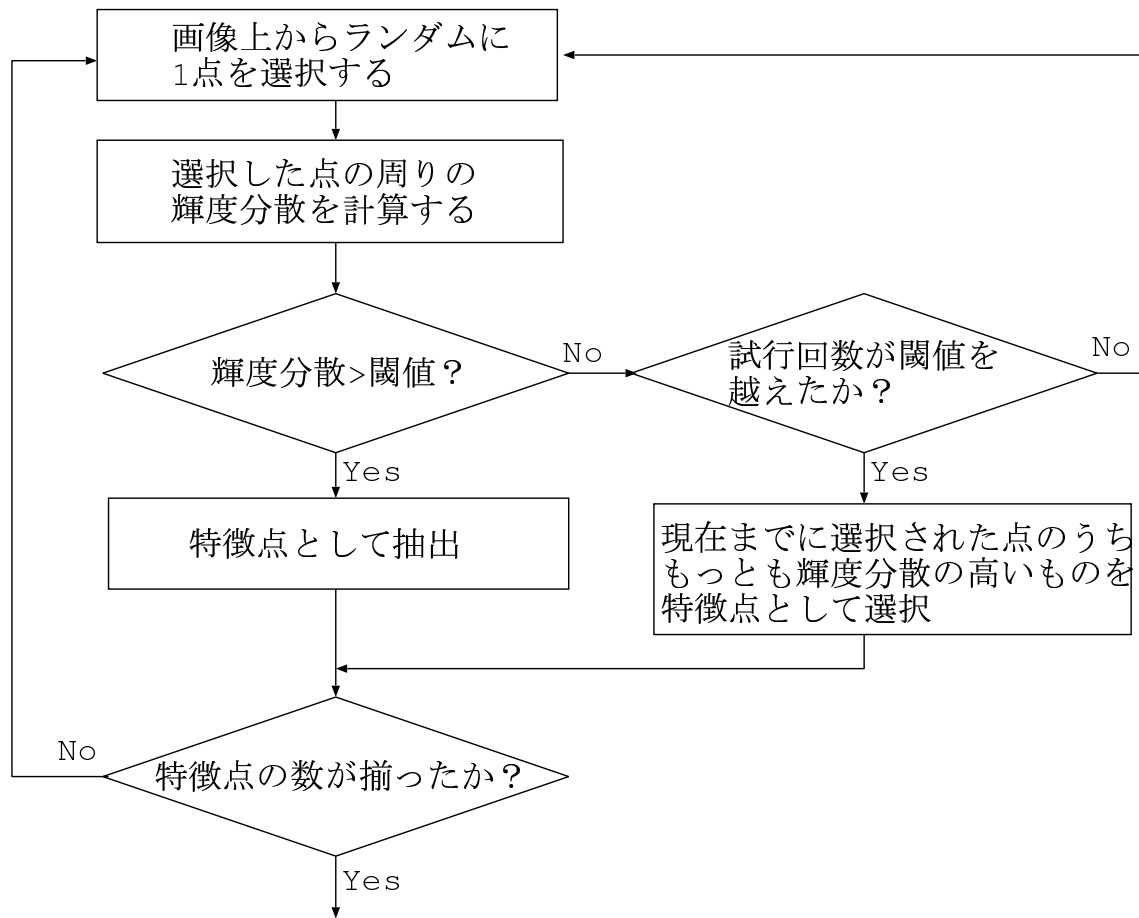 画像上からランダムに
1点を選択する
選択した点の周りの
輝度分散を計算する
輝度分散>閾値？
No
試行回数が閾値を
越えたか？
No
Yes
Yes
特徴点として抽出
現在までに選択された点のうち
もっとも輝度分散の高いものを
特徴点として選択
No
特徴点の数が揃ったか？
Yes